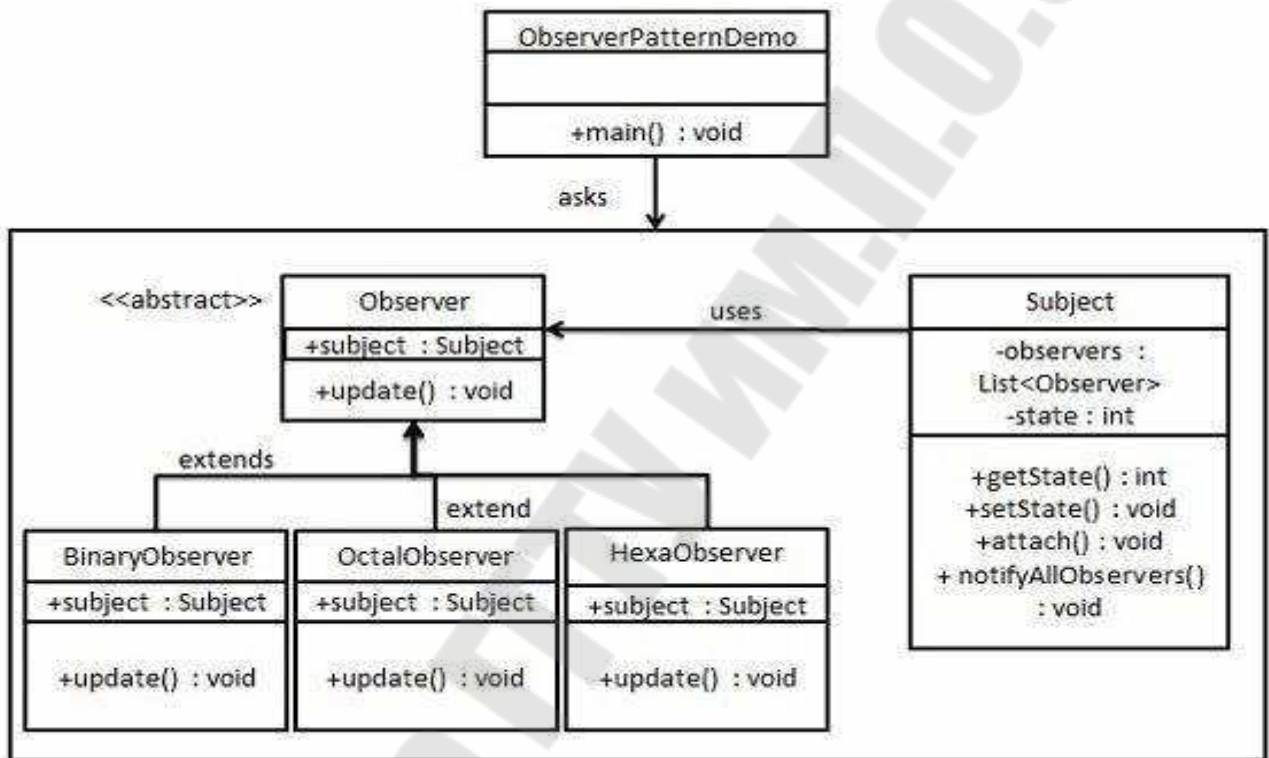 ObserverPatternDemo
+main() : void
asks
<<abstract>>
Observer
+subject : Subject
+update() : void
uses
Subject
-observers :
List<Observer>
-state : int
+getState() : int
+setState() : void
+attach() : void
+ notifyAllObservers()
: void
extends
extend
BinaryObserver
+subject : Subject
+update() : void
OctalObserver
+subject : Subject
+update() : void
HexaObserver
+subject : Subject
+update() : void